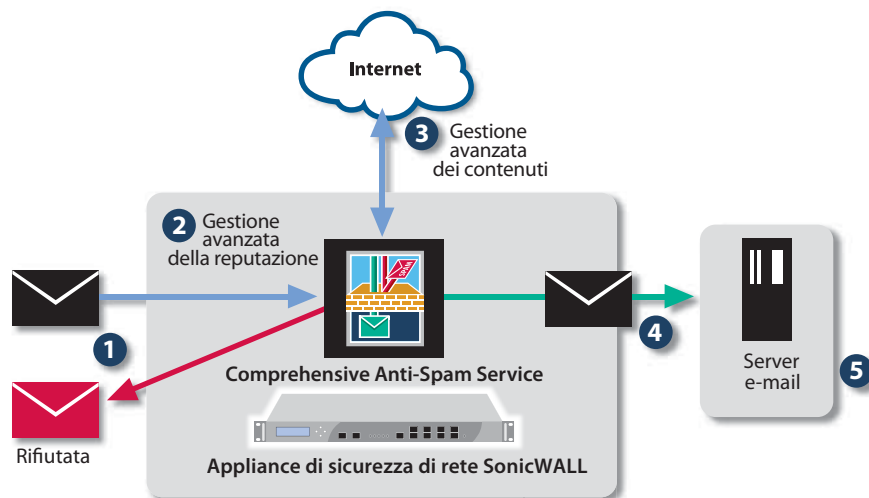 Internet
3
Gestione
avanzata
dei contenuti
2
Gestione
avanzata
della reputazione
SPAM
1
4
Comprehensive Anti-Spam Service
Server
e-mail
5
Rifiutata
Appliance di sicurezza di rete SonicWALL